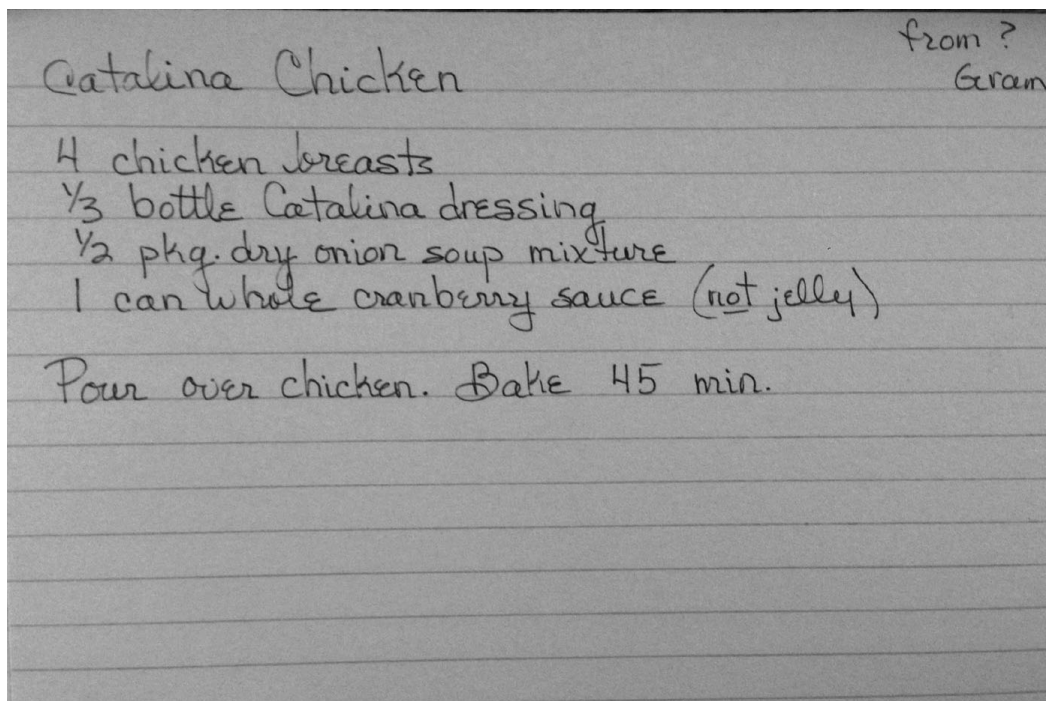 from ?
Gram
Catalina Chicken
4 chicken breasts
1/3 bottle Catalina dressing
1/2 pkg. dry onion soup mixture
1 can whole cranberry sauce (not jelly)
Pour over chicken. Bake 45 min.